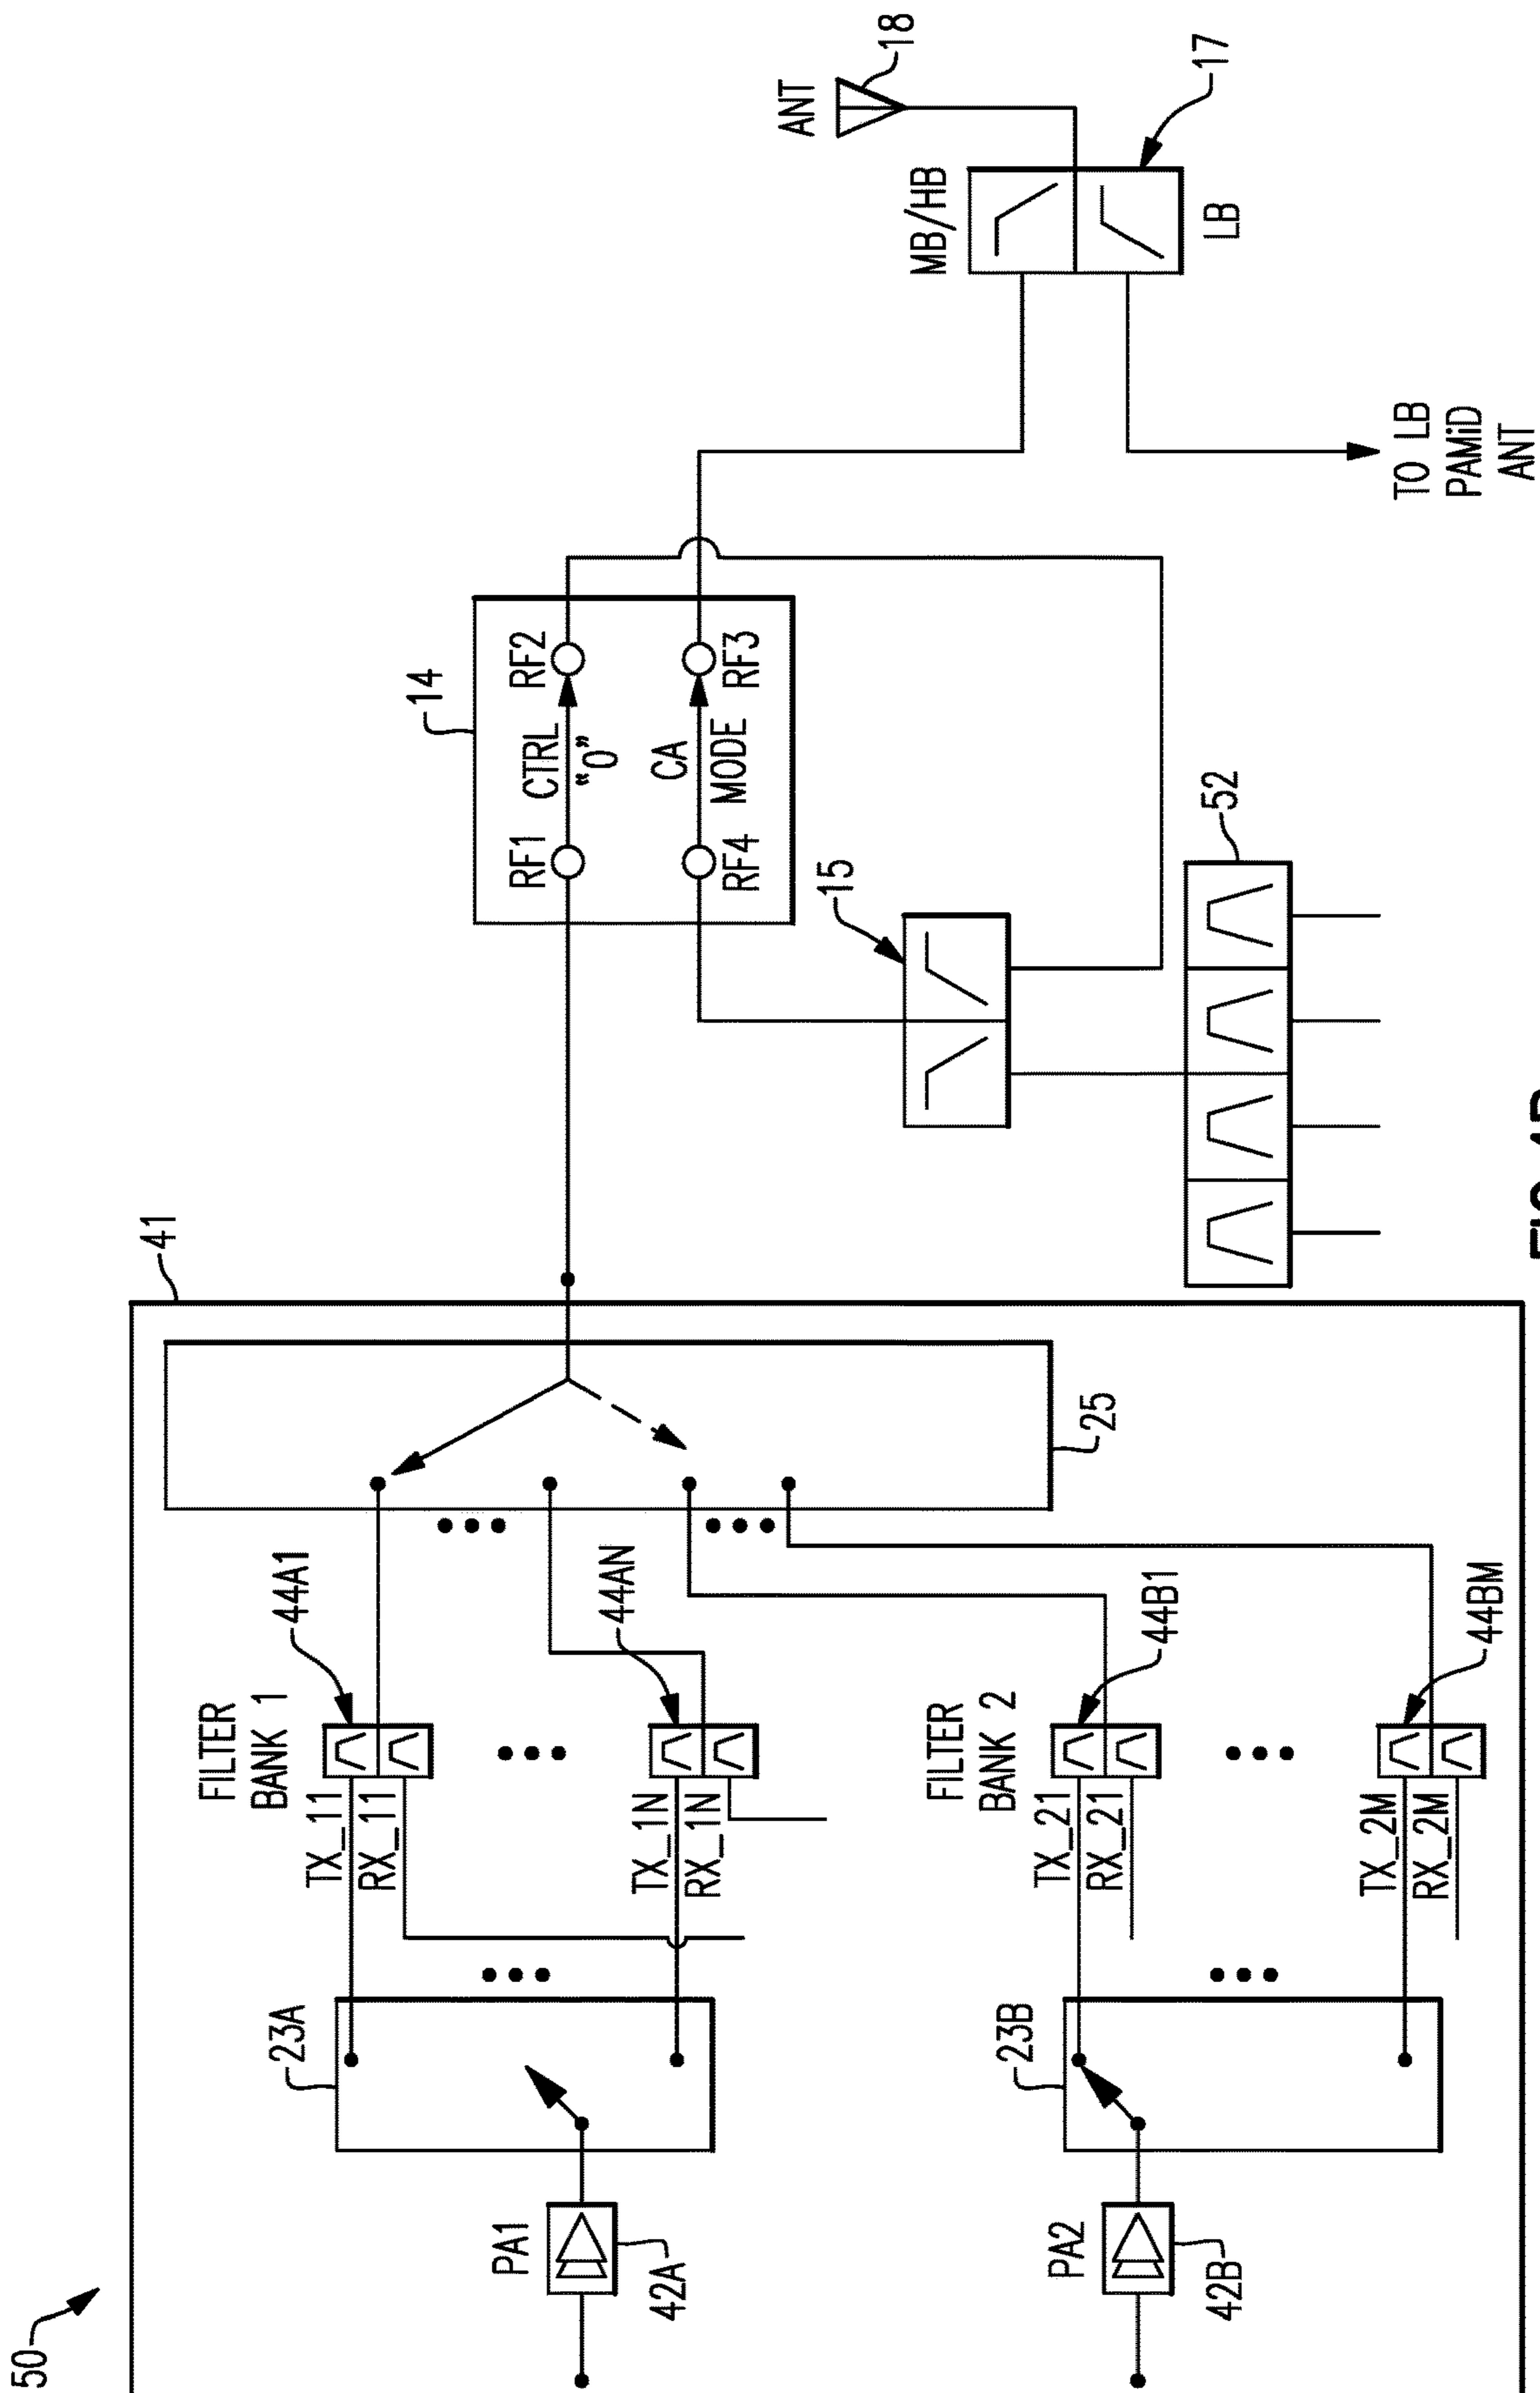 50
41
PA1
42A
23A
FILTER
BANK 1
TX_11
RX_11
44A1
TX_1N
RX_1N
44AN
PA2
42B
23B
FILTER
BANK 2
TX_21
RX_21
44B1
TX_2M
RX_2M
44BM
25
14
RF1
CTRL
"0"
RF2
RF4
CA
MODE
RF3
15
52
ANT
18
MB/HB
LB
17
TO LB
PAMiD
ANT